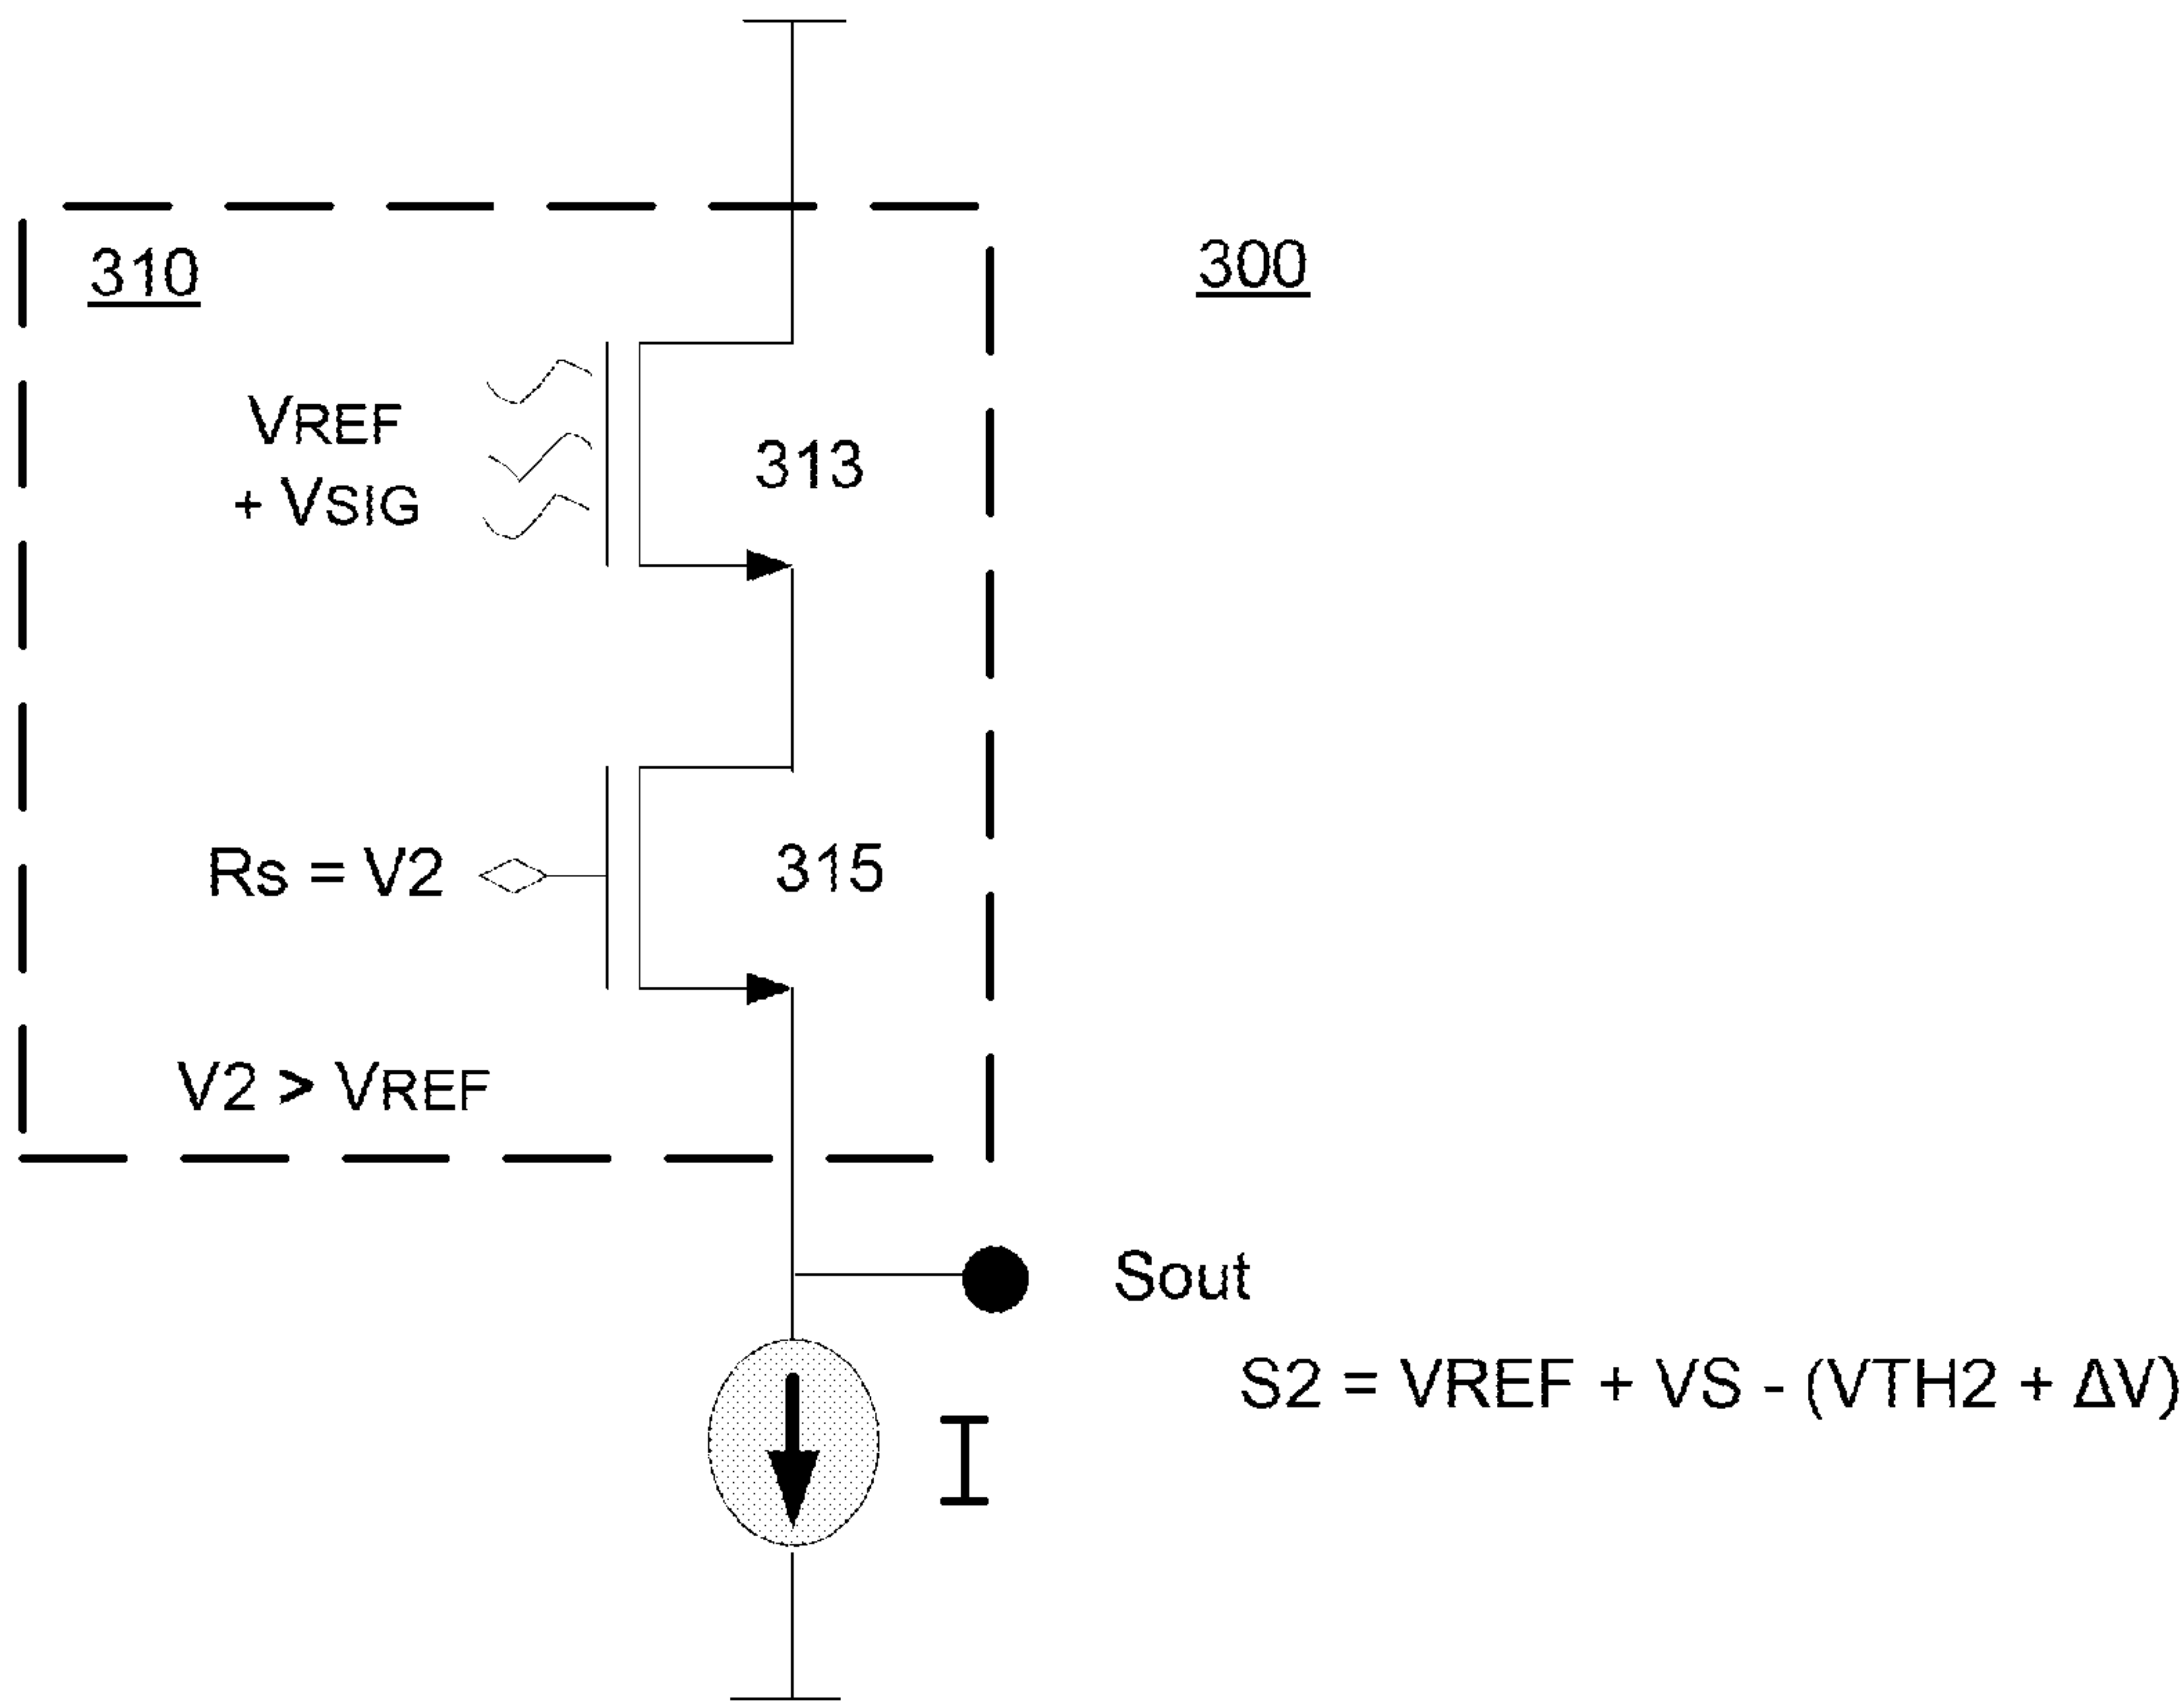 310
300
VREF
+ VSIG
313
Rs = V2
315
V2 > VREF
Sout
S2 = VREF + VS - (VTH2 + ΔV)
I